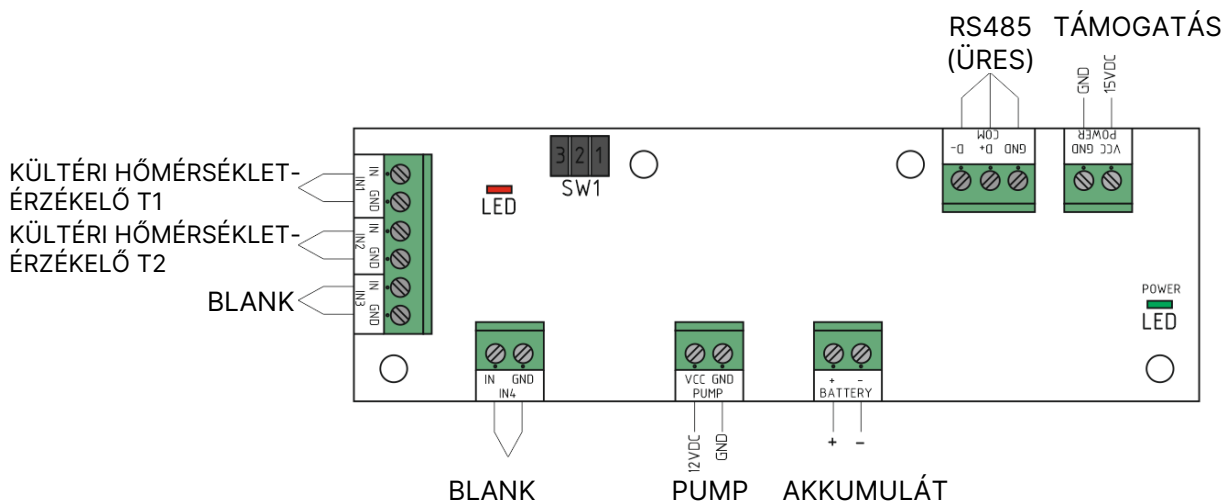 RS485 TÁMOGATÁS
(ÜRES)
GND
15VDC
D- D+ GND
COM
GND VCC
POWER
KÜLTÉRI HŐMÉRSÉKLET-
ÉRZÉKELŐ T1
IN
GND
IN1
KÜLTÉRI HŐMÉRSÉKLET-
ÉRZÉKELŐ T2
IN
GND
IN2
BLANK
IN
GND
IN3
LED
3 2 1
SW1
POWER
LED
IN GND
IN4
VCC GND
PUMP
+ -
BATTERY
12VDC
GND
+ -
BLANK
PUMP
AKKUMULÁT